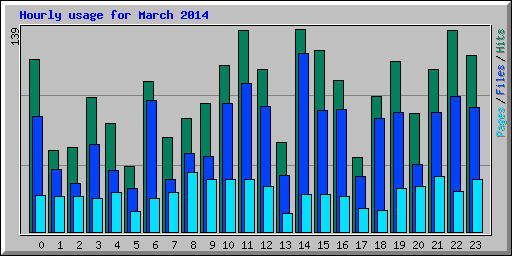 Hourly usage for March 2014
139
Pages/Files/Hits
0 1 2 3 4 5 6 7 8 9 10 11 12 13 14 15 16 17 18 19 20 21 22 23